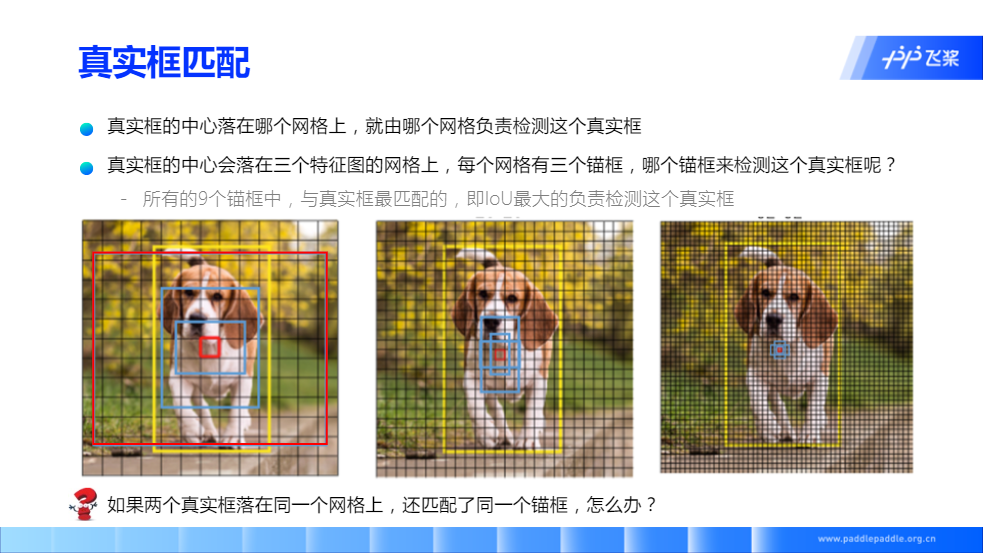 真实框匹配
飞桨
真实框的中心落在哪个网格上，就由哪个网格负责检测这个真实框
真实框的中心会落在三个特征图的网格上，每个网格有三个锚框，哪个锚框来检测这个真实框呢？
- 所有的9个锚框中，与真实框最匹配的，即IoU最大的负责检测这个真实框
如果两个真实框落在同一个网格上，还匹配了同一个锚框，怎么办？
www.paddlepaddle.org.cn